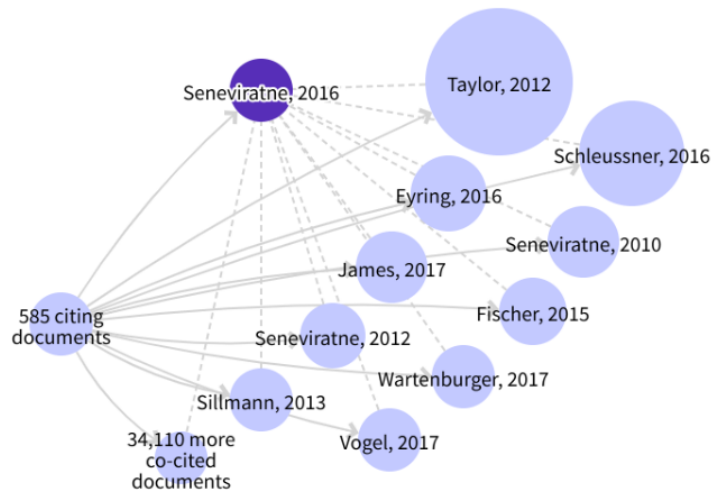 Taylor, 2012
Seneviratne, 2016
Schleussner, 2016
Eyring, 2016
Seneviratne, 2010
James, 2017
Fischer, 2015
585 citing
documents
Seneviratne, 2012
Wartenburger, 2017
Sillmann, 2013
Vogel, 2017
34,110 more
co-cited
documents